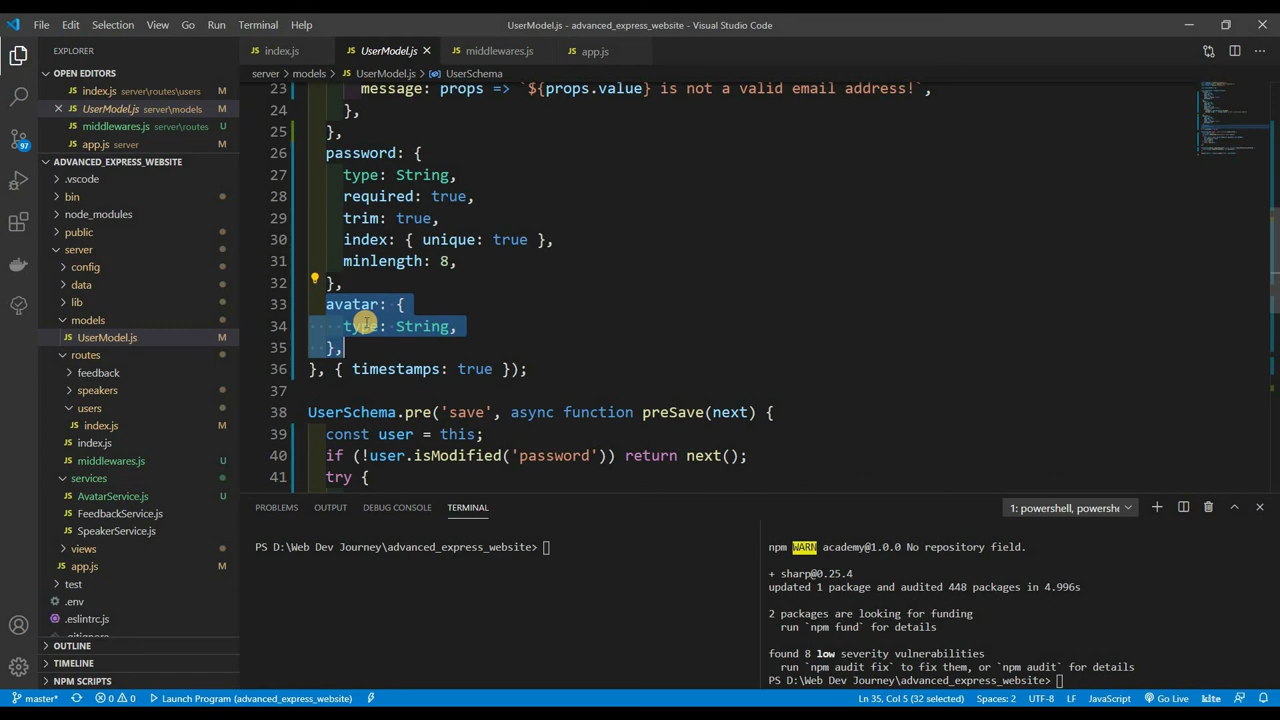 File Edit Selection View Go Run Terminal Help
UserModel.js - advanced_express_website - Visual Studio Code
EXPLORER
OPEN EDITORS
index.js server\routes\users
UserModel.js server\models
middlewares.js server\routes U
app.js server M
ADVANCED_EXPRESS_WEBSITE
.vscode
bin
node_modules
public
server
config
data
lib
models
UserModel.js M
routes
feedback
speakers
users
index.js M
index.js M
middlewares.js U
services
AvatarService.js U
FeedbackService.js M
SpeakerService.js M
views
app.js M
test
.env
.eslintrc.js
.gitignore
OUTLINE
TIMELINE
NPM SCRIPTS
97
index.js UserModel.js middlewares.js app.js
server > models > UserModel.js > UserSchema
23 message: props => `${props.value} is not a valid email address!`,
24 },
25 },
26 password: {
27 type: String,
28 required: true,
29 trim: true,
30 index: { unique: true },
31 minlength: 8,
32 },
33 avatar: {
34 type: String,
35 },
36 }, { timestamps: true });
37
38 UserSchema.pre('save', async function preSave(next) {
39 const user = this;
40 if (!user.isModified('password')) return next();
41 try {
PROBLEMS OUTPUT DEBUG CONSOLE TERMINAL
1: powershell, powershe
PS D:\Web Dev Journey\advanced_express_website>
npm WARN academy@1.0.0 No repository field.
+ sharp@0.25.4
updated 1 package and audited 448 packages in 4.996s
2 packages are looking for funding
run `npm fund` for details
found 8 low severity vulnerabilities
run `npm audit fix` to fix them, or `npm audit` for details
PS D:\Web Dev Journey\advanced_express_website>
master* 0 0 Launch Program (advanced_express_website)
Ln 35, Col 5 (32 selected) Spaces: 2 UTF-8 LF JavaScript Go Live kite